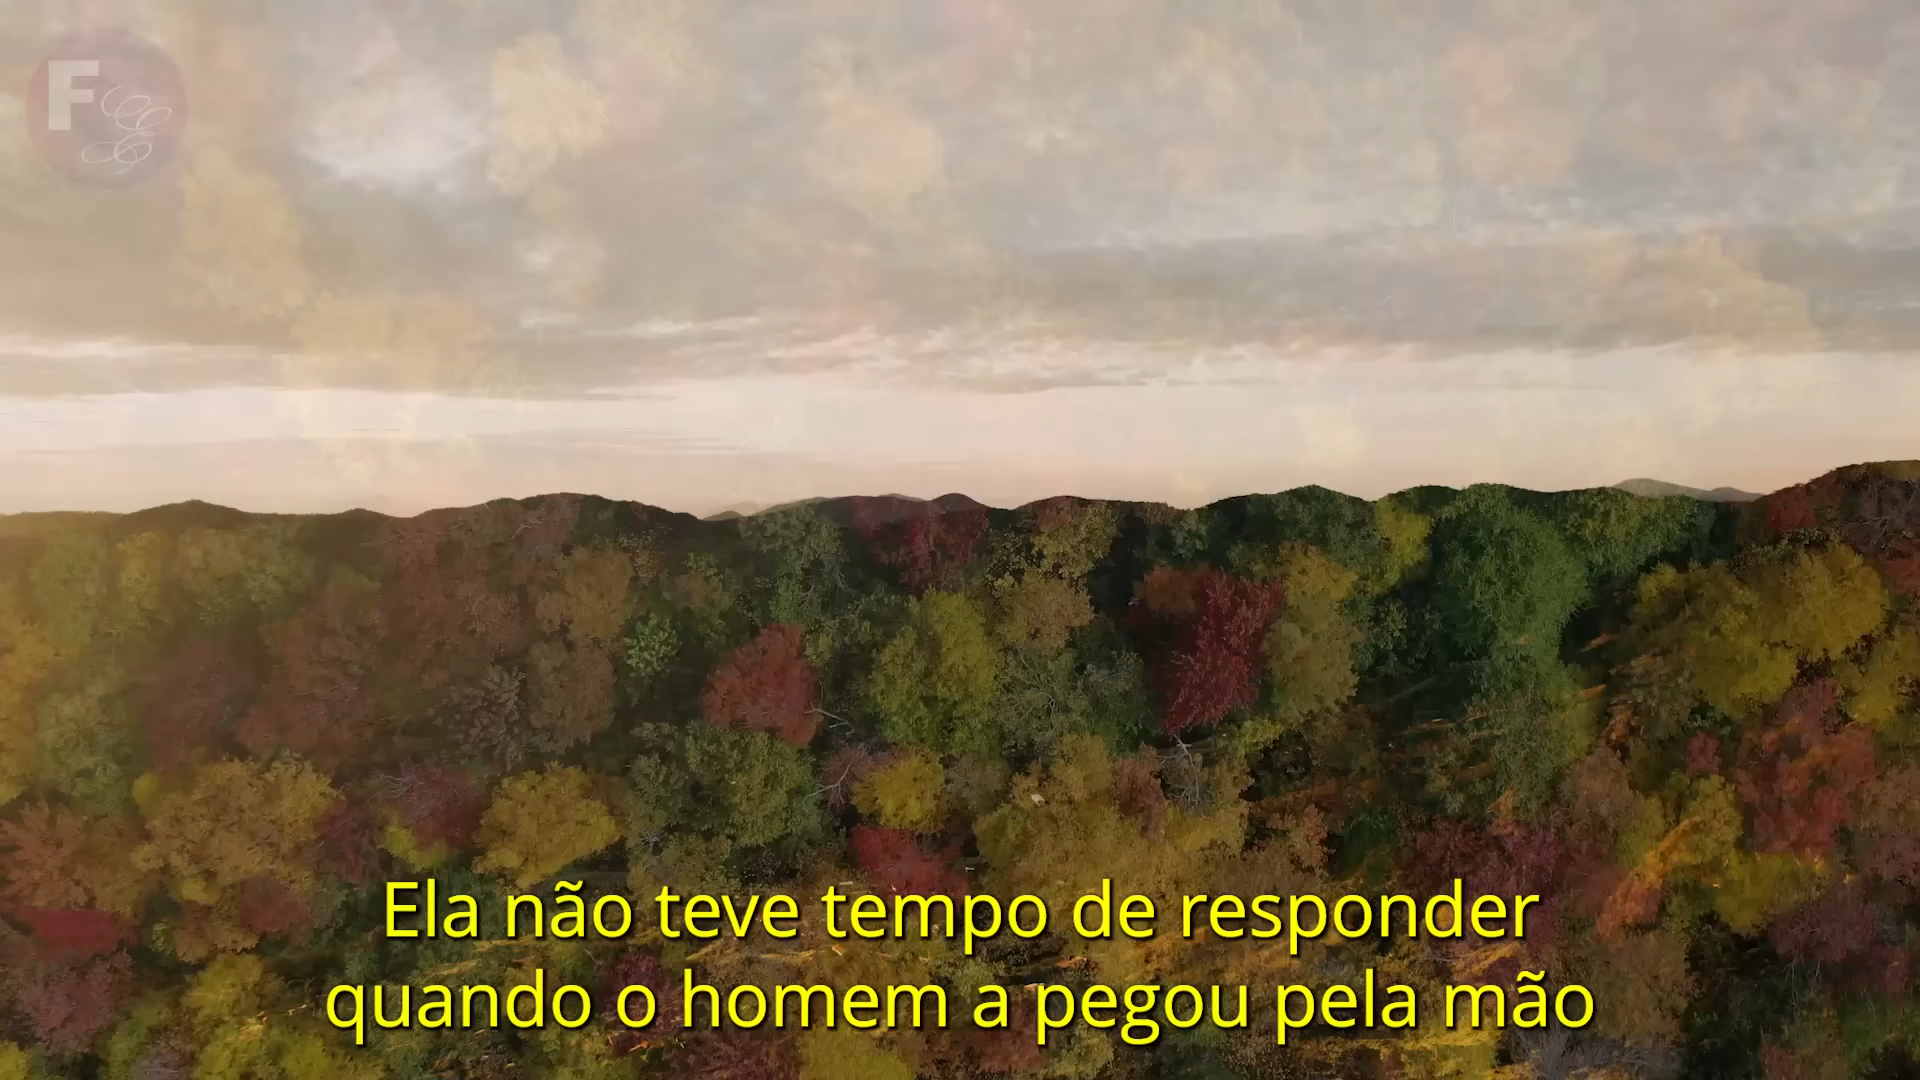 F
Ela não teve tempo de responder
quando o homem a pegou pela mão